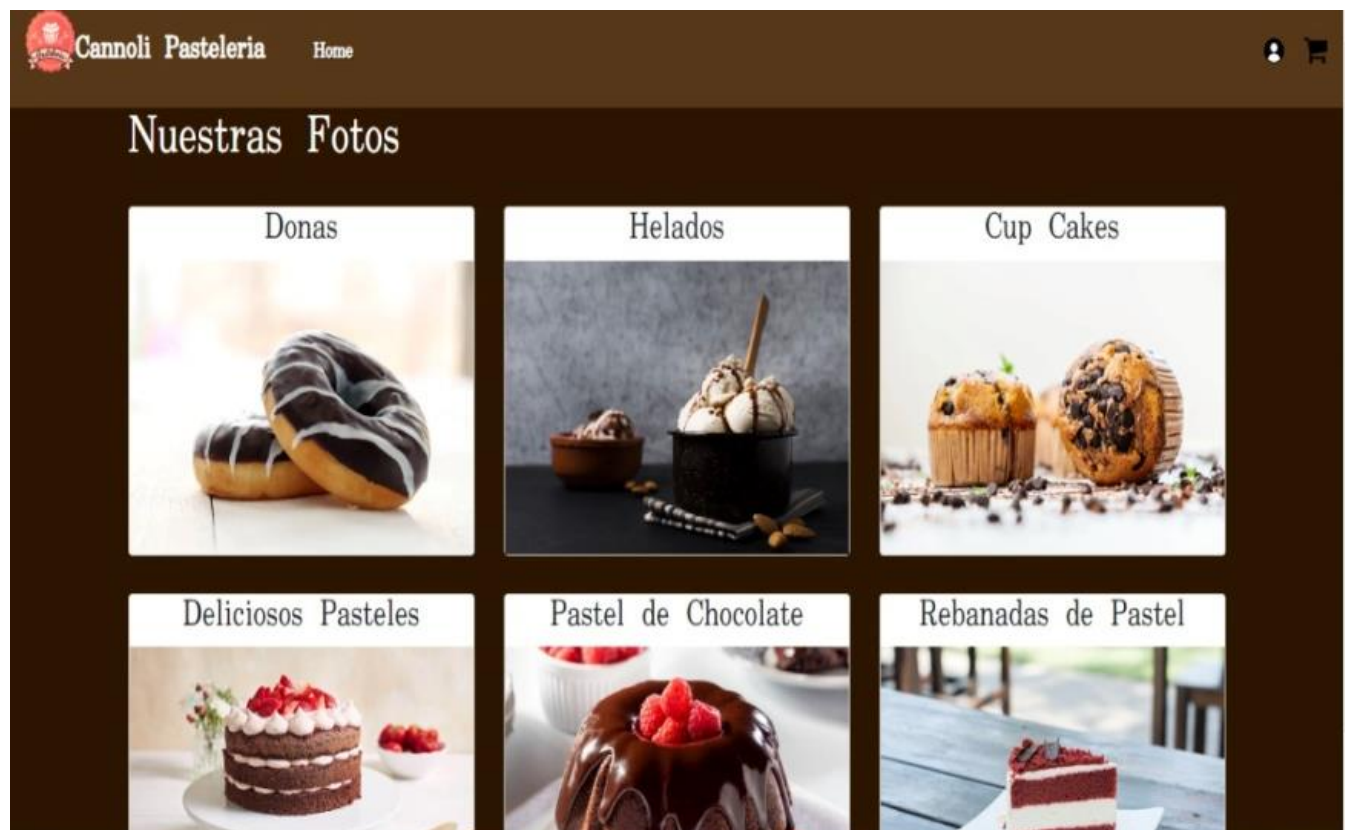 Cannoli Pasteleria Home
Nuestras Fotos
Donas
Helados
Cup Cakes
Deliciosos Pasteles
Pastel de Chocolate
Rebanadas de Pastel